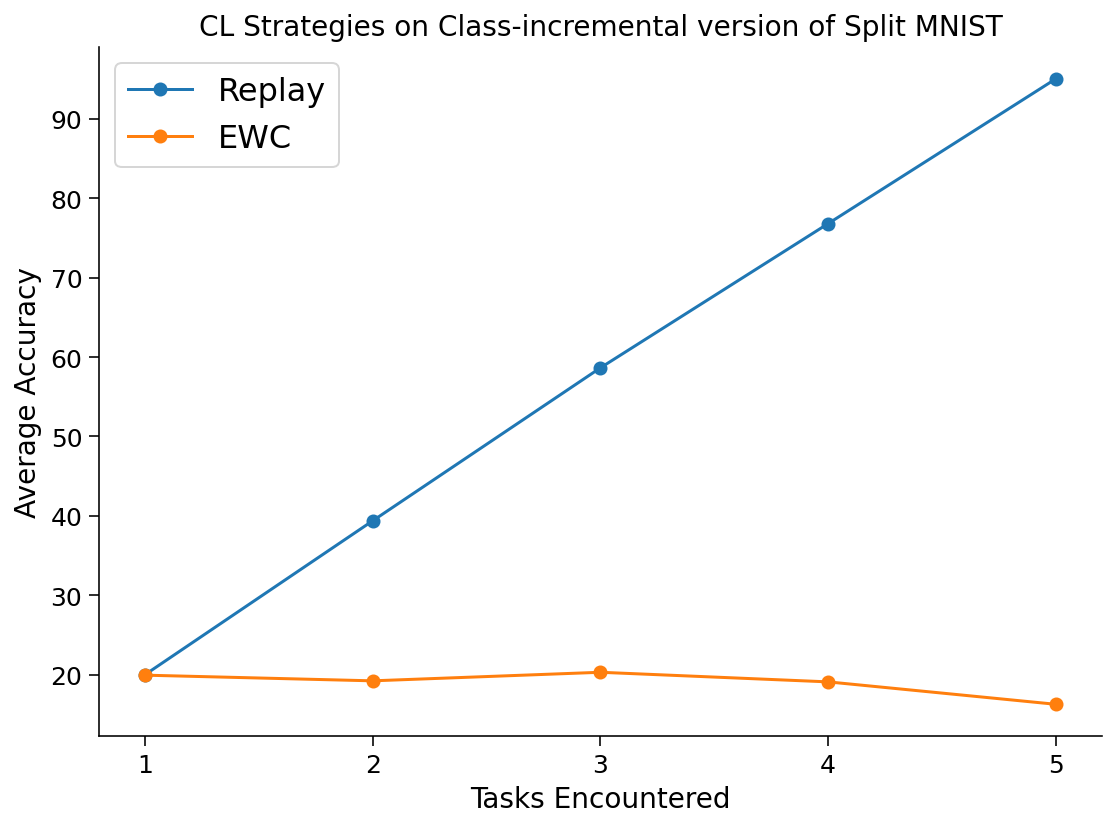 CL Strategies on Class-incremental version of Split MNIST
Replay
EWC
Average Accuracy
90
80
70
60
50
40
30
20
1 2 3 4 5
Tasks Encountered